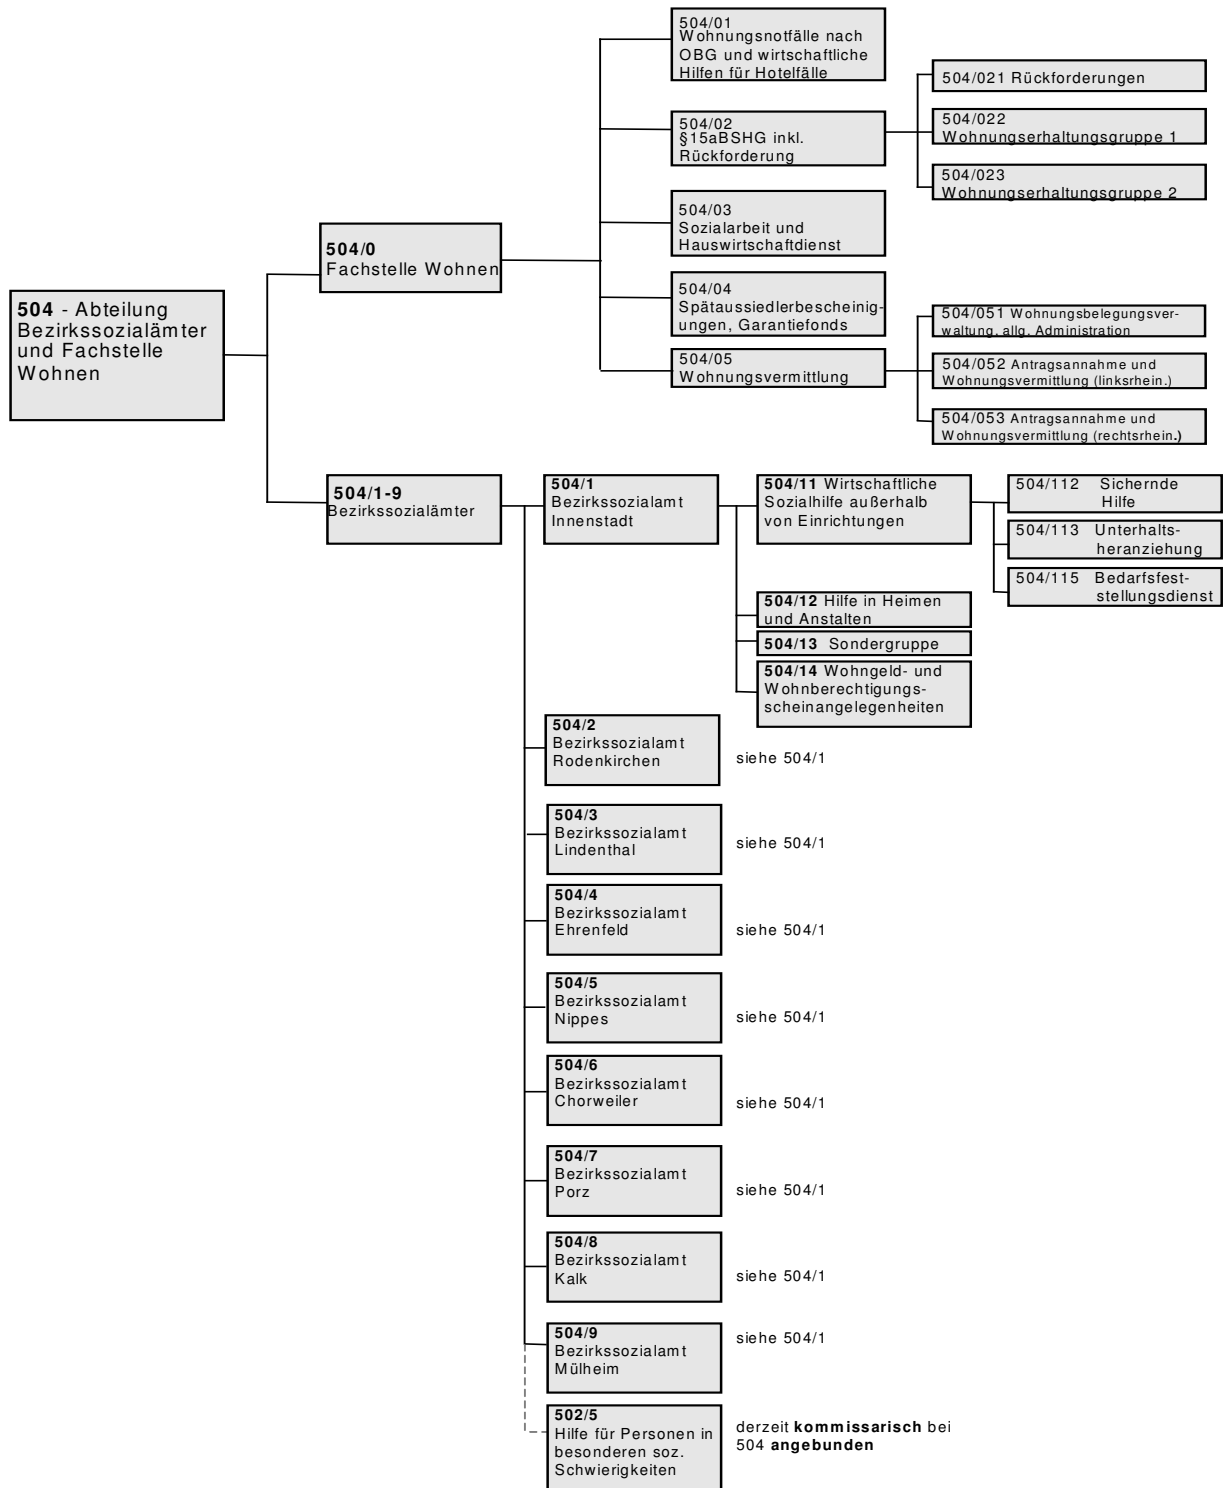 504 - Abteilung
Bezirkssozialämter
und Fachstelle
Wohnen
504/0
Fachstelle Wohnen
504/01
Wohnungsnotfälle nach
OBG und wirtschaftliche
Hilfen für Hotelfälle
504/02
§15aBSHG inkl.
Rückforderung
504/021 Rückforderungen
504/022
Wohnungserhaltungsgruppe 1
504/023
Wohnungserhaltungsgruppe 2
504/03
Sozialarbeit und
Hauswirtschaftdienst
504/04
Spätaussiedlerbescheinig-
ungen, Garantiefonds
504/05
Wohnungsvermittlung
504/051 Wohnungsbelegungsver-
waltung, allg. Administration
504/052 Antragsannahme und
Wohnungsvermittlung (linksrhein.)
504/053 Antragsannahme und
Wohnungsvermittlung (rechtsrhein.)
504/1-9
Bezirkssozialämter
504/1
Bezirkssozialamt
Innenstadt
504/11 Wirtschaftliche
Sozialhilfe außerhalb
von Einrichtungen
504/112 Sichernde
Hilfe
504/113 Unterhalts-
heranziehung
504/115 Bedarfsfest-
stellungsdienst
504/12 Hilfe in Heimen
und Anstalten
504/13 Sondergruppe
504/14 Wohngeld- und
Wohnberechtigungs-
scheinangelegenheiten
504/2
Bezirkssozialamt
Rodenkirchen
siehe 504/1
504/3
Bezirkssozialamt
Lindenthal
siehe 504/1
504/4
Bezirkssozialamt
Ehrenfeld
siehe 504/1
504/5
Bezirkssozialamt
Nippes
siehe 504/1
504/6
Bezirkssozialamt
Chorweiler
siehe 504/1
504/7
Bezirkssozialamt
Porz
siehe 504/1
504/8
Bezirkssozialamt
Kalk
siehe 504/1
504/9
Bezirkssozialamt
Mülheim
siehe 504/1
502/5
Hilfe für Personen in
besonderen soz.
Schwierigkeiten
derzeit kommissarisch bei
504 angebunden